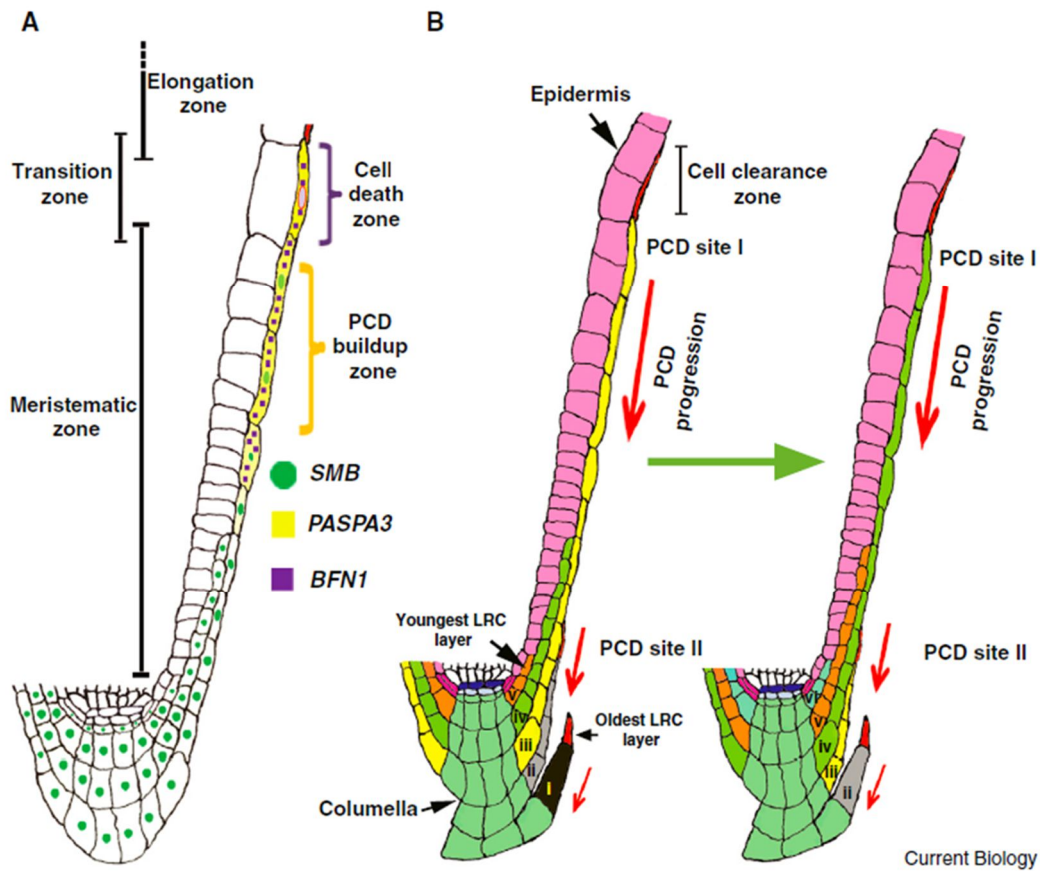 A
Elongation
zone
Transition
zone
Meristematic
zone
Cell
death
zone
PCD
buildup
zone
SMB
PASPA3
BFN1
B
Epidermis
Cell clearance
zone
PCD site I
PCD
progression
Youngest LRC
layer
PCD site II
Oldest LRC
layer
Columella
v
iv
iii
ii
i
PCD site I
PCD
progression
PCD site II
vi
v
iv
iii
ii
Current Biology